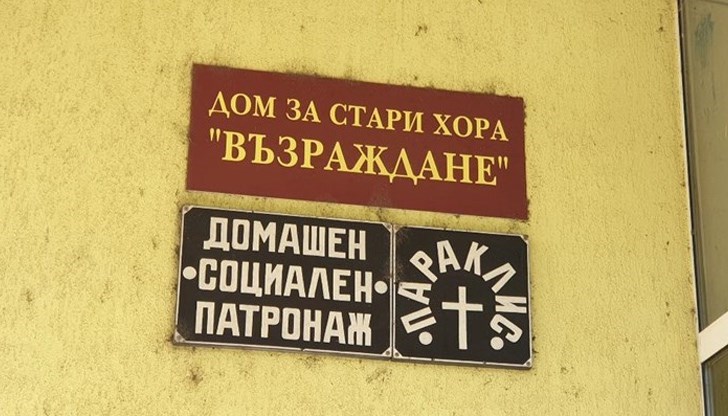 ДОМ ЗА СТАРИ ХОРА
"ВЪЗРАЖДАНЕ"
ДОМАШЕН
•СОЦИАЛЕН•
ПАТРОНАЖ
•ПАРАКЛИС•